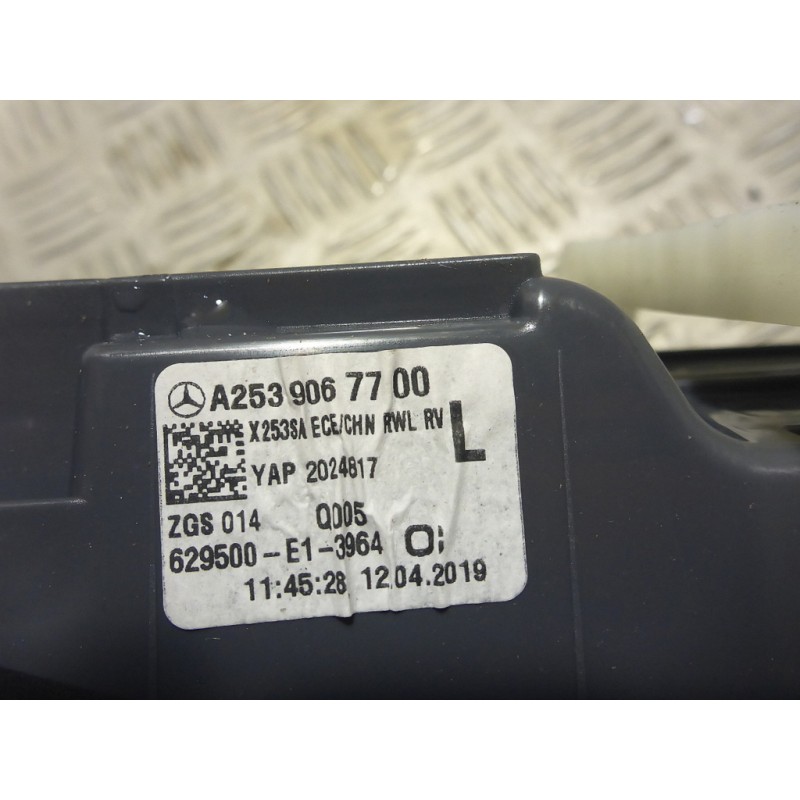 A253 906 77 00
X253SA ECE/CHN RWL RV
L
YAP 2024817
ZGS 014 Q005
629500-E1-3964
11:45:28 12.04.2019